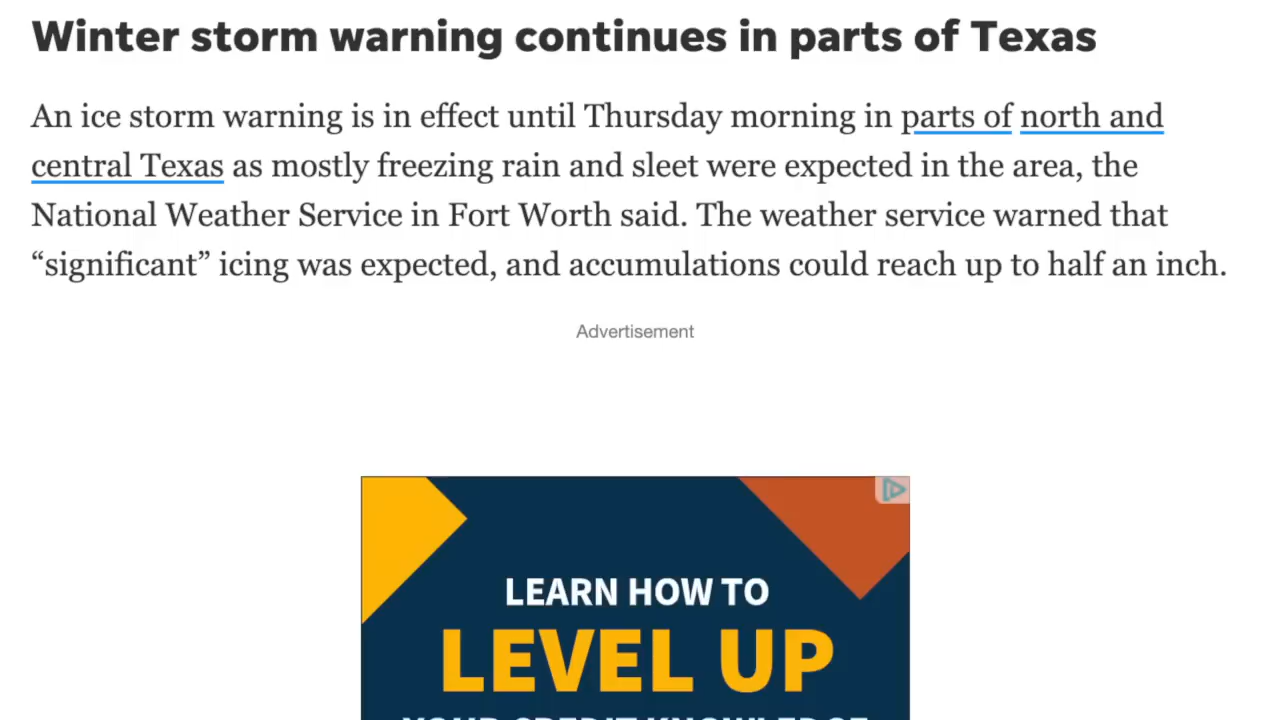 Winter storm warning continues in parts of Texas
An ice storm warning is in effect until Thursday morning in parts of north and
central Texas as mostly freezing rain and sleet were expected in the area, the
National Weather Service in Fort Worth said. The weather service warned that
“significant” icing was expected, and accumulations could reach up to half an inch.
Advertisement
LEARN HOW TO
LEVEL UP
YOUR CREDIT KNOWLEDGE